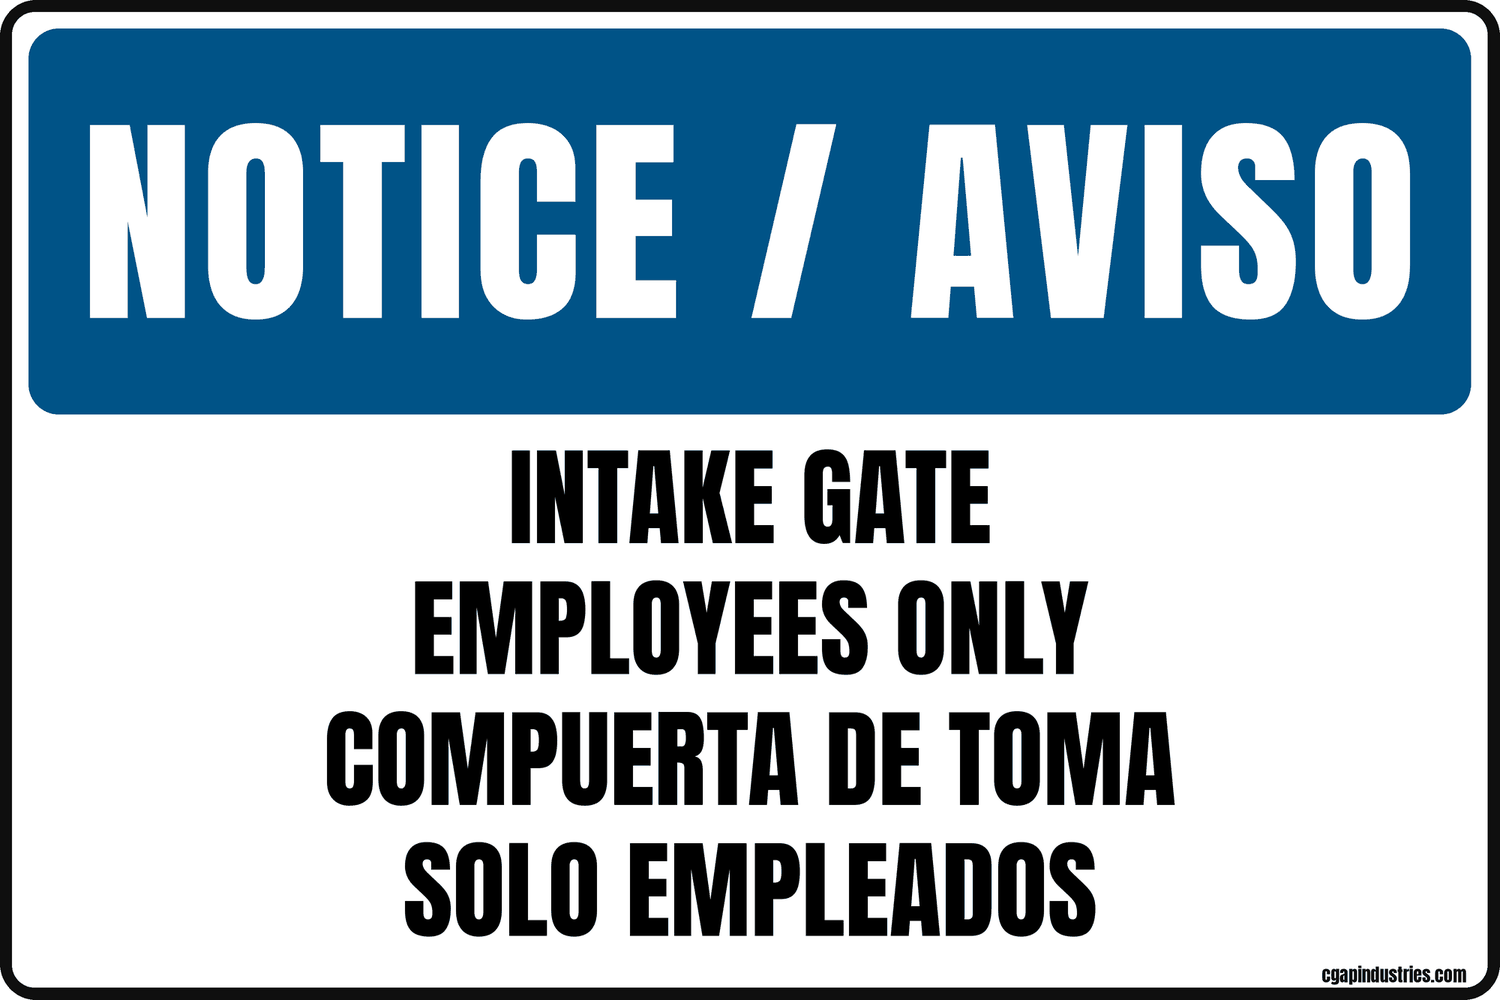 NOTICE / AVISO
INTAKE GATE
EMPLOYEES ONLY
COMPUERTA DE TOMA
SOLO EMPLEADOS
cgapindustries.com